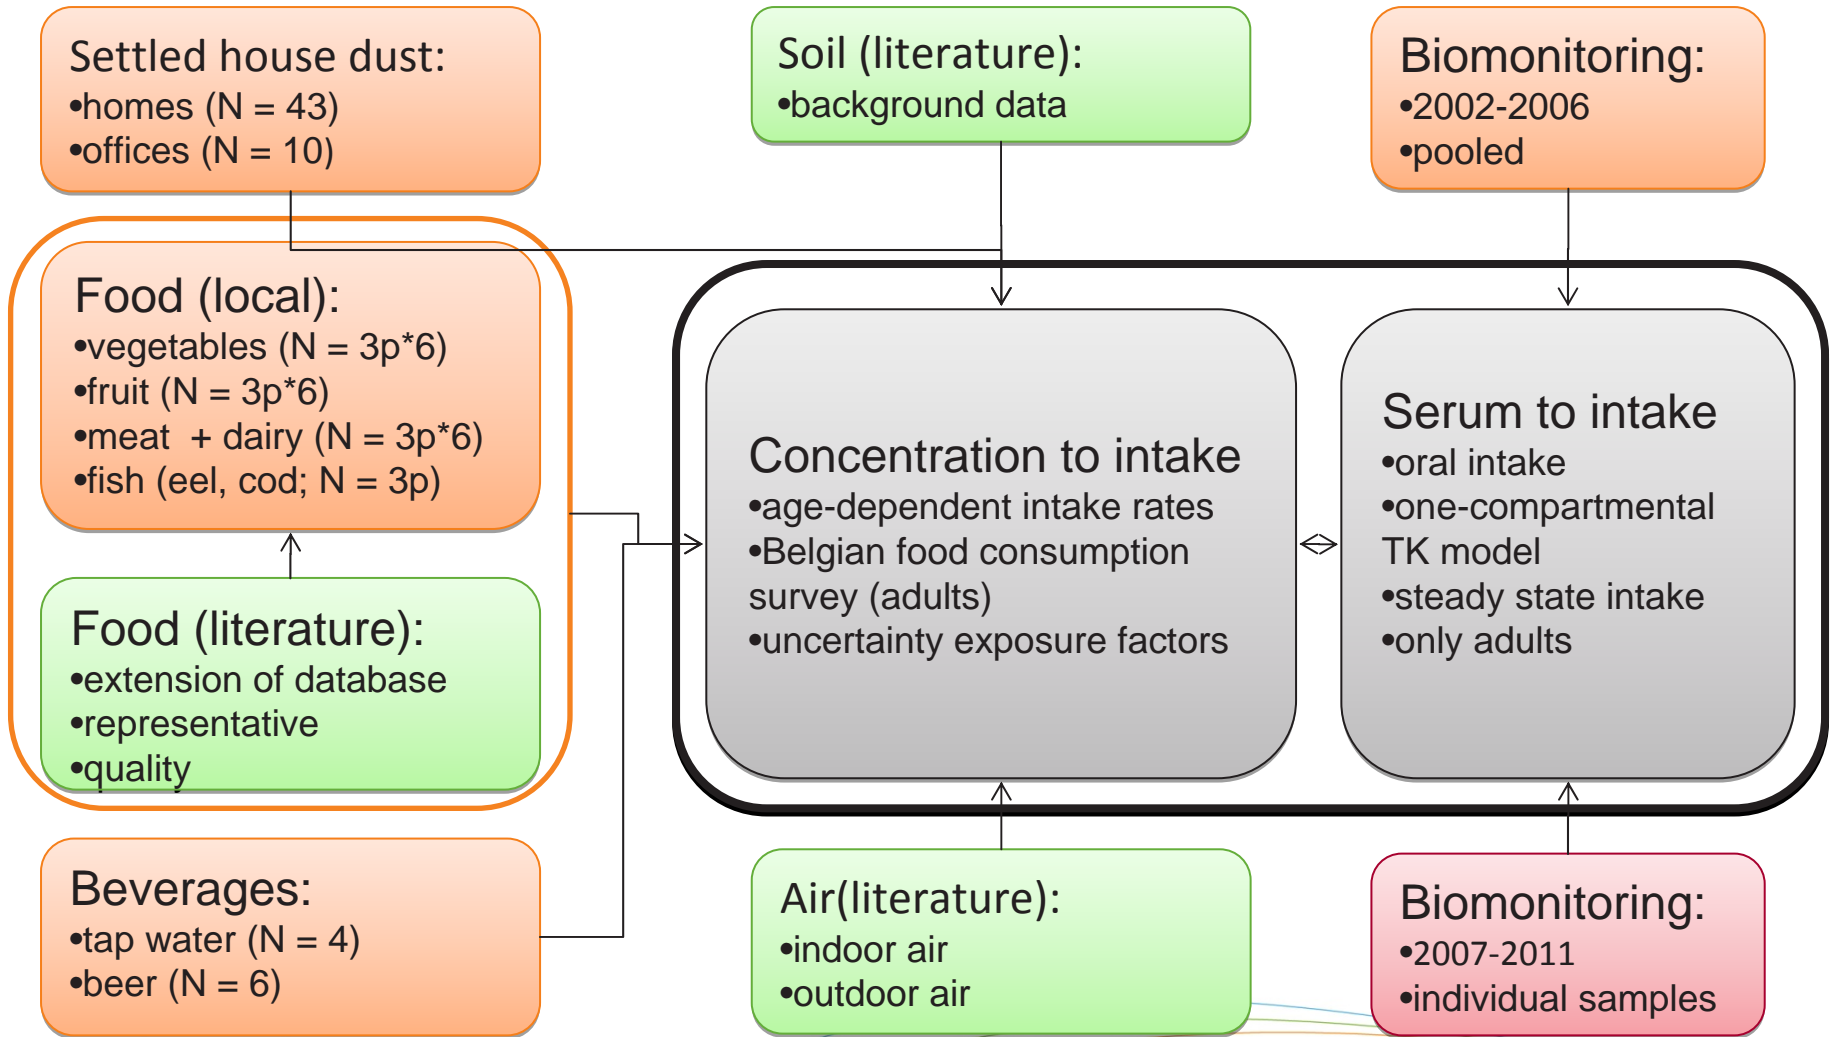 Settled house dust:
•homes (N = 43)
•offices (N = 10)
Soil (literature):
•background data
Biomonitoring:
•2002-2006
•pooled
Food (local):
•vegetables (N = 3p*6)
•fruit (N = 3p*6)
•meat + dairy (N = 3p*6)
•fish (eel, cod; N = 3p)
Food (literature):
•extension of database
•representative
•quality
Beverages:
•tap water (N = 4)
•beer (N = 6)
Concentration to intake
•age-dependent intake rates
•Belgian food consumption
survey (adults)
•uncertainty exposure factors
Serum to intake
•oral intake
•one-compartmental
TK model
•steady state intake
•only adults
Air(literature):
•indoor air
•outdoor air
Biomonitoring:
•2007-2011
•individual samples